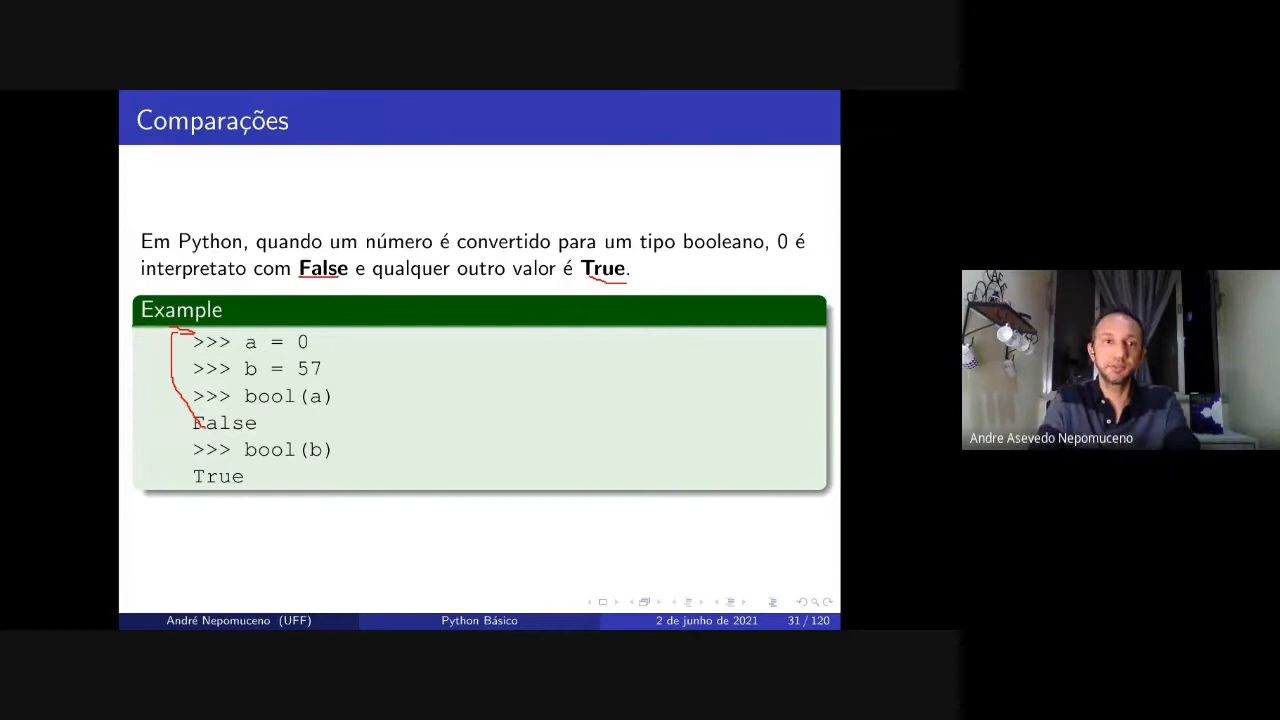 Comparações
Em Python, quando um número é convertido para um tipo booleano, 0 é
interpretato com False e qualquer outro valor é True.
Example
>>> a = 0
>>> b = 57
>>> bool(a)
False
>>> bool(b)
True
André Nepomuceno (UFF)
Python Básico
2 de junho de 2021
31 / 120
Andre Asevedo Nepomuceno